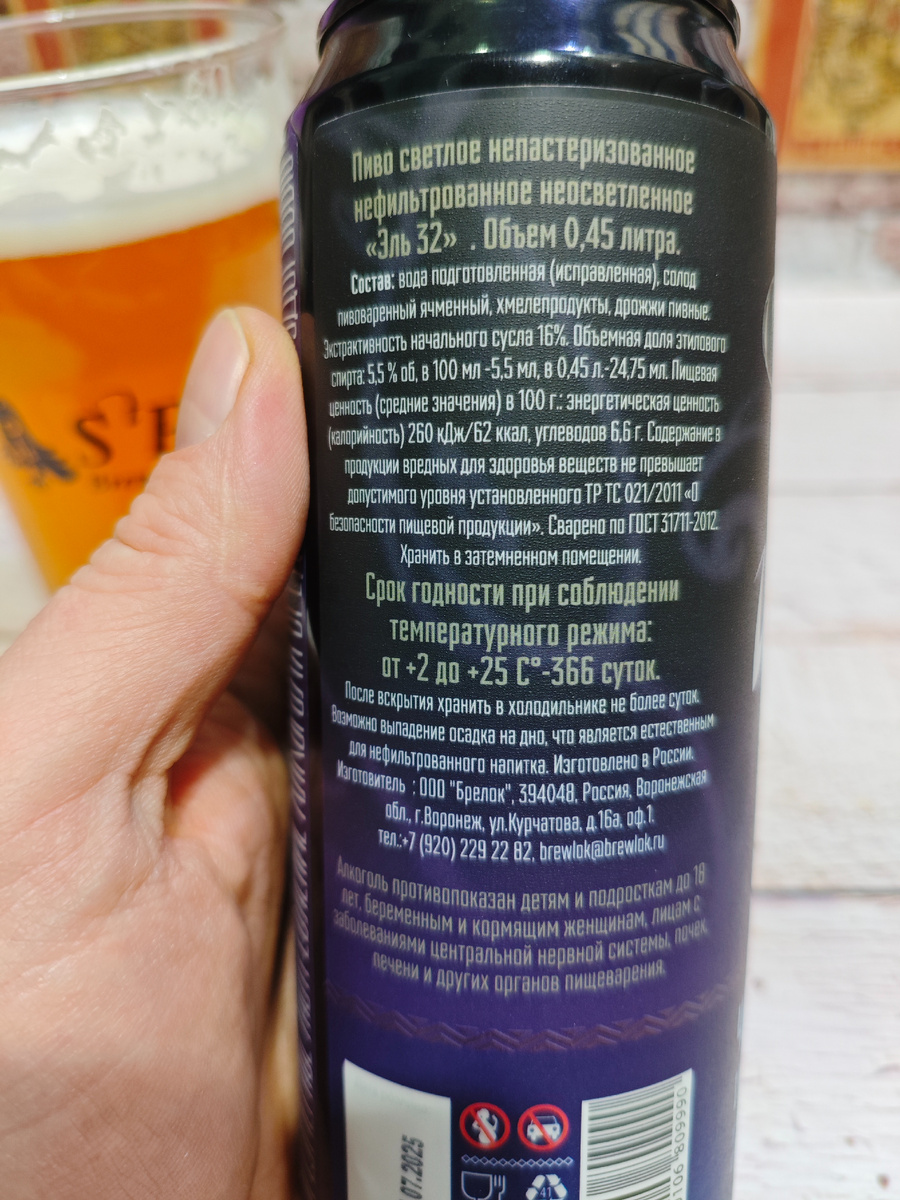 Пиво светлое непастеризованное
нефильтрованное неосветленное
«Эль 32» . Объем 0,45 литра.
Состав: вода подготовленная (исправленная), солод
пивоваренный ячменный, хмелепродукты, дрожжи пивные.
Экстрактивность начального сусла 16%. Объемная доля этилового
спирта: 5,5 % об, в 100 мл -5,5 мл, в 0,45 л.-24,75 мл. Пищевая
ценность (средние значения) в 100 г.: энергетическая ценность
(калорийность) 260 кДж/62 ккал, углеводов 6,6 г. Содержание в
продукции вредных для здоровья веществ не превышает
допустимого уровня установленного ТР ТС 021/2011 «О
безопасности пищевой продукции». Сварено по ГОСТ 31711-2012.
Хранить в затемненном помещении.
Срок годности при соблюдении
температурного режима:
от +2 до +25 С°-366 суток.
После вскрытия хранить в холодильнике не более суток.
Возможно выпадение осадка на дно, что является естественным
для нефильтрованного напитка. Изготовлено в России.
Изготовитель : ООО "Брелок", 394048, Россия, Воронежская
обл., г.Воронеж, ул.Курчатова, д.16а, оф.1.
тел.:+7 (920) 229 22 82, brewlok@brewlok.ru
Алкоголь противопоказан детям и подросткам до 18
лет, беременным и кормящим женщинам, лицам с
заболеваниями центральной нервной системы, почек,
печени и других органов пищеварения.
07.2025
41